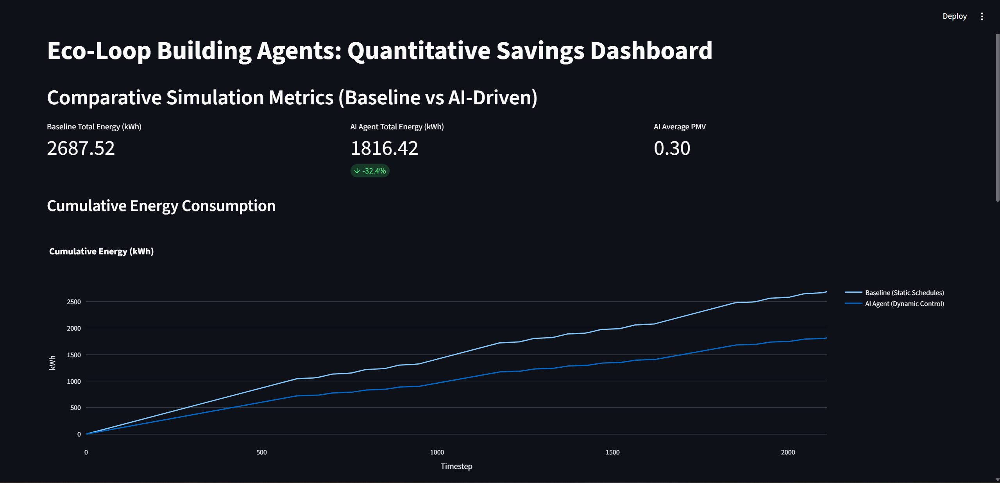 Deploy
Eco-Loop Building Agents: Quantitative Savings Dashboard
Comparative Simulation Metrics (Baseline vs AI-Driven)
Baseline Total Energy (kWh)
2687.52
AI Agent Total Energy (kWh)
1816.42
↓ -32.4%
AI Average PMV
0.30
Cumulative Energy Consumption
Cumulative Energy (kWh)
Baseline (Static Schedules)
AI Agent (Dynamic Control)
kWh
2500
2000
1500
1000
500
0
0
500
1000
1500
2000
Timestep